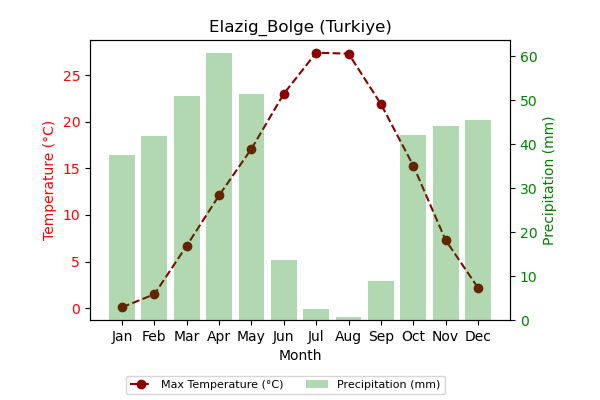 Elazig_Bolge (Turkiye)
Temperature (°C)
25
20
15
10
5
0
Precipitation (mm)
60
50
40
30
20
10
0
Jan Feb Mar Apr May Jun Jul Aug Sep Oct Nov Dec
Month
Max Temperature (°C) Precipitation (mm)